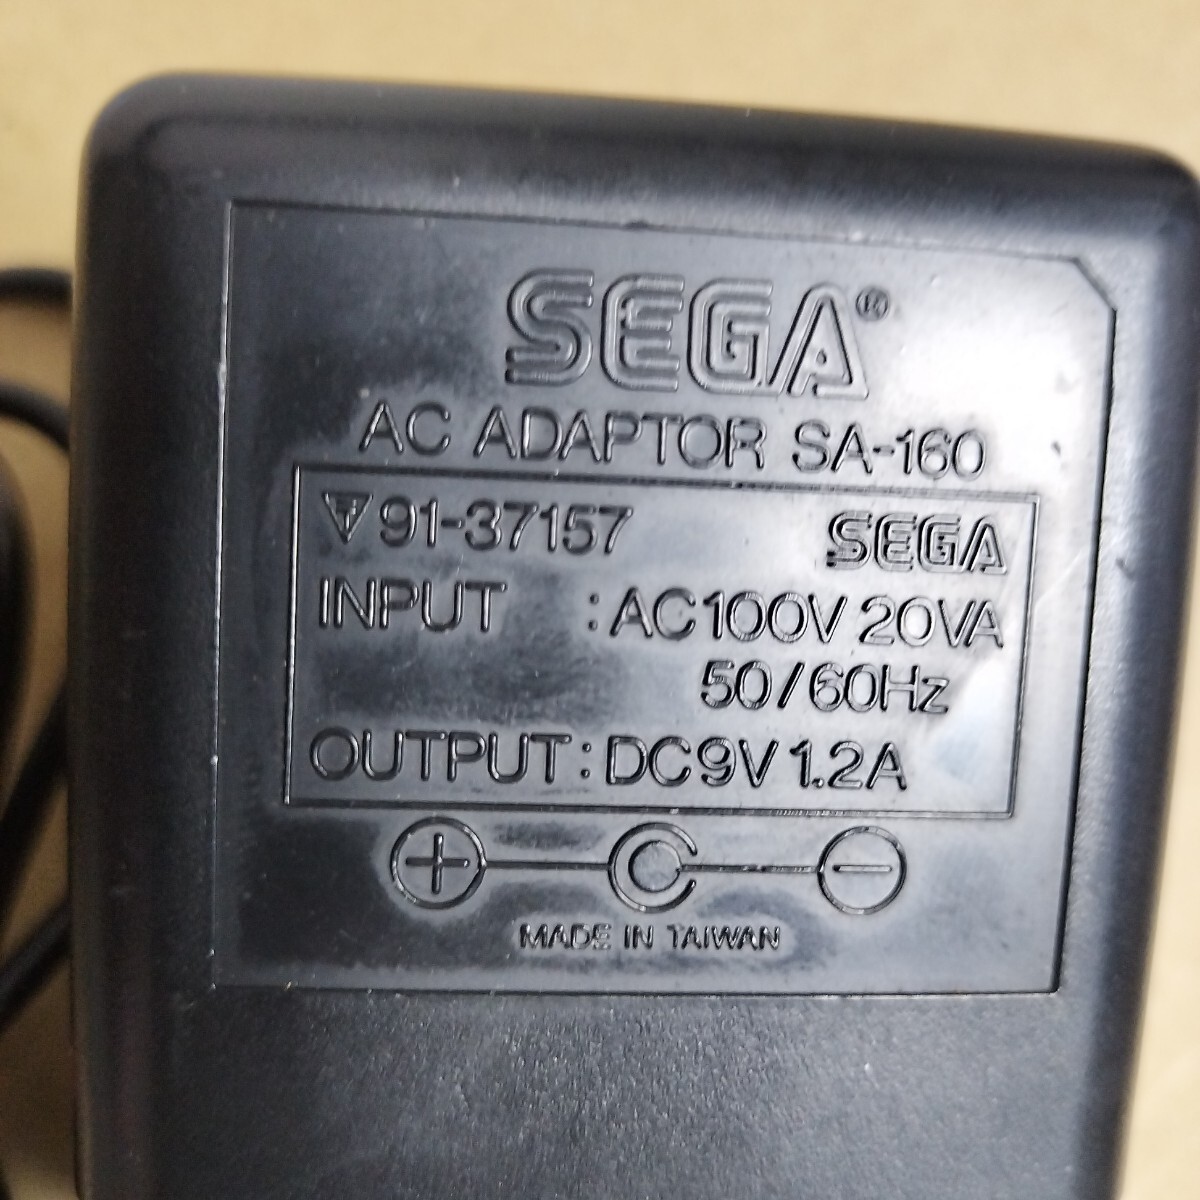 SEGA®
AC ADAPTOR SA-160
91-37157 SEGA
INPUT : AC100V 20VA
50/60Hz
OUTPUT : DC9V 1.2A
+ C −
MADE IN TAIWAN